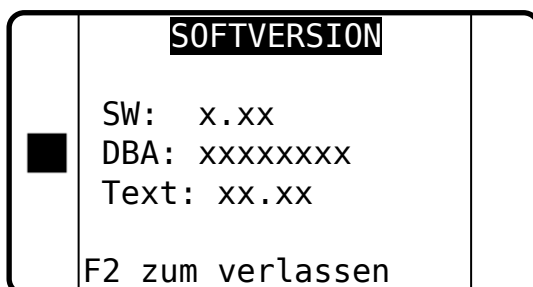 SOFTVERSION
SW: x.xx
DBA: xxxxxxxx
Text: xx.xx
F2 zum verlassen